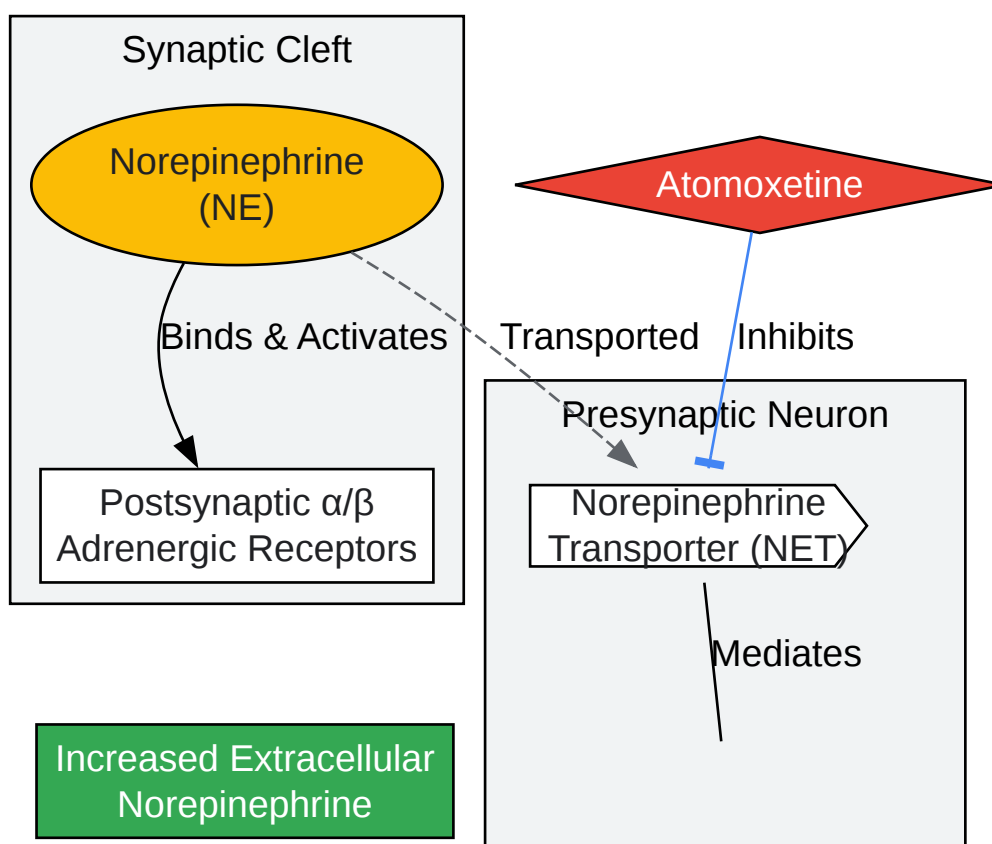 Synaptic Cleft
Norepinephrine
(NE)
Atomoxetine
Binds & Activates
Transported
Inhibits
Presynaptic Neuron
Postsynaptic α/β
Adrenergic Receptors
Norepinephrine
Transporter (NET)
Mediates
Increased Extracellular
Norepinephrine